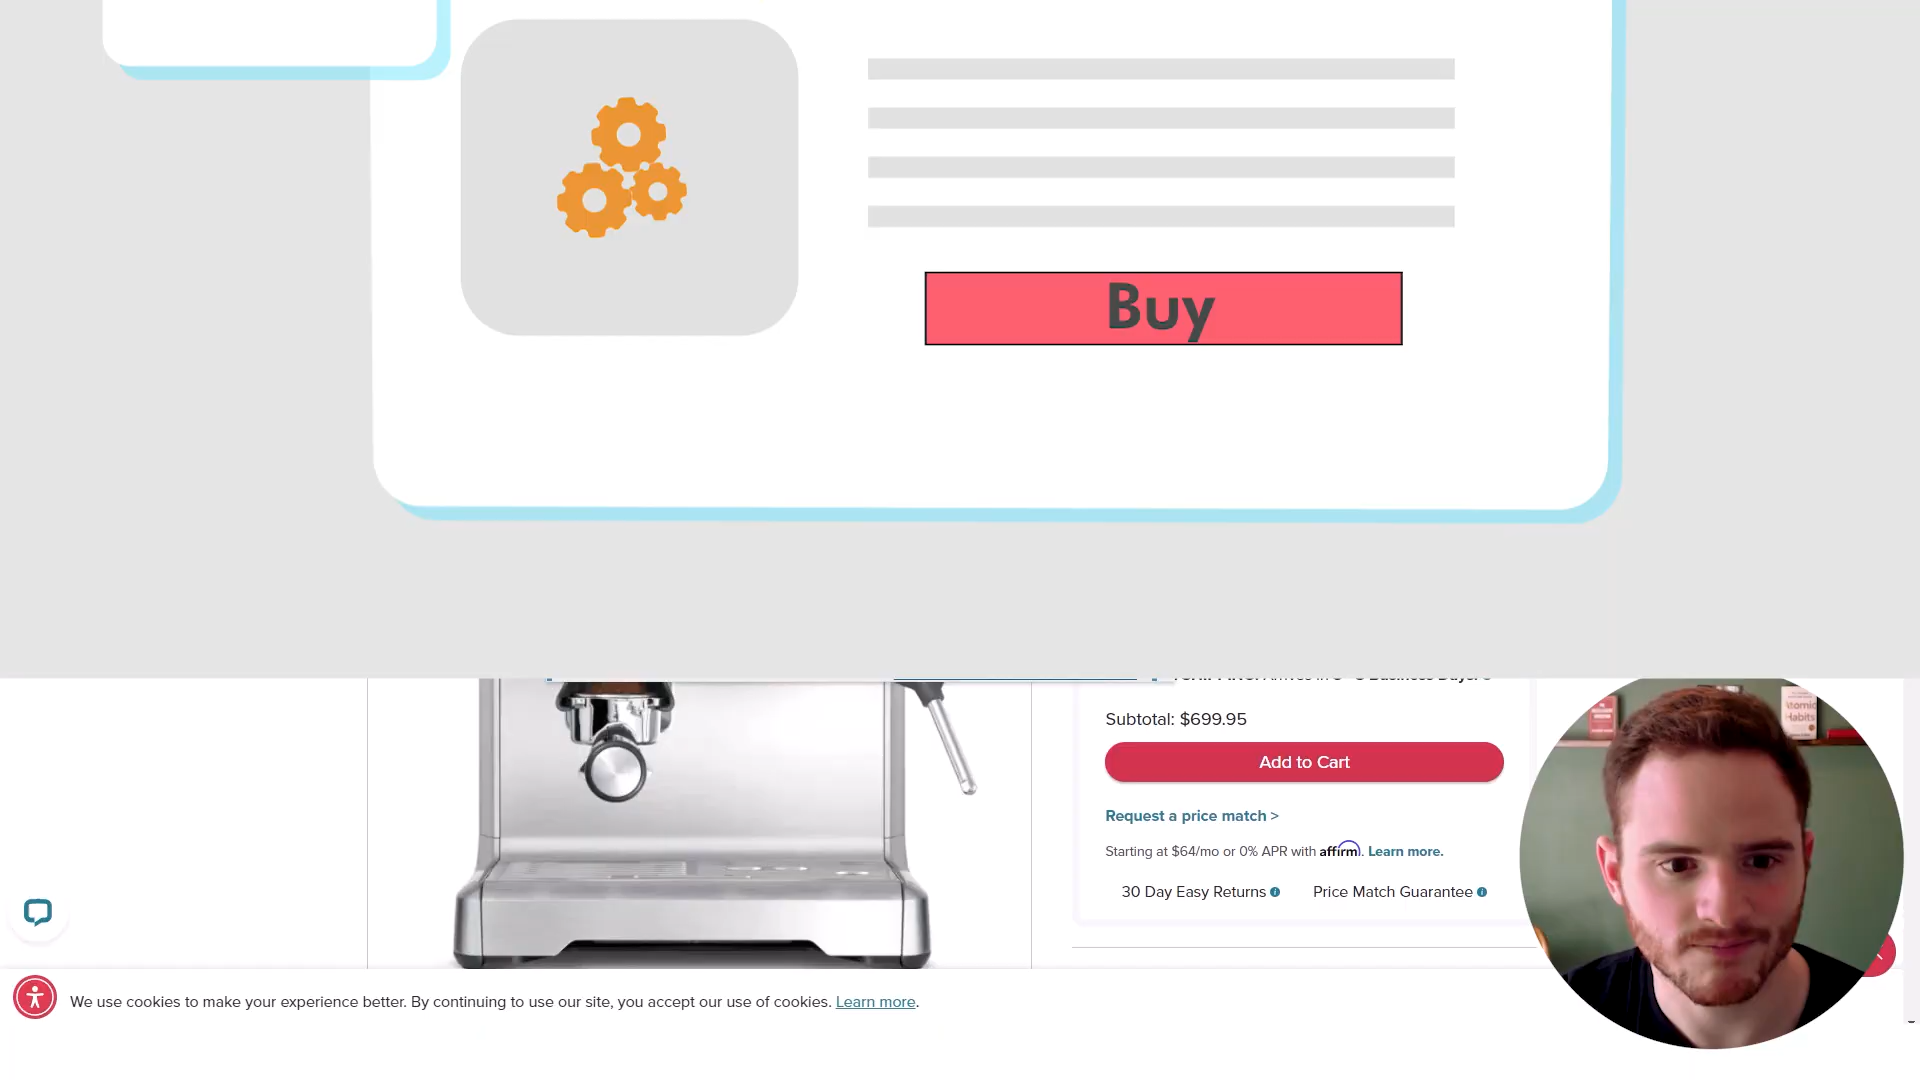 Buy
Subtotal: $699.95
Add to Cart
Request a price match >
Starting at $64/mo or 0% APR with affirm. Learn more.
30 Day Easy Returns
Price Match Guarantee
Atomic
Habits
We use cookies to make your experience better. By continuing to use our site, you accept our use of cookies. Learn more.